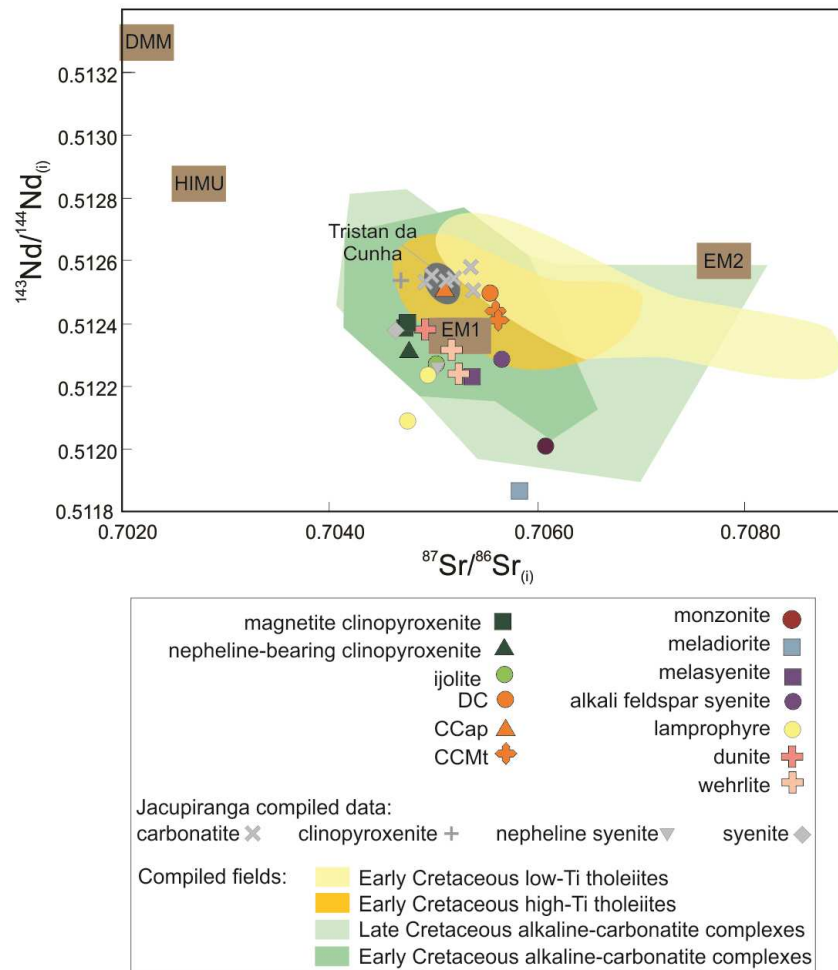 DMM
0.5132
0.5130
HIMU
0.5128
¹⁴³Nd/¹⁴⁴Nd(i)
Tristan da
Cunha
0.5126
EM2
0.5124
EM1
0.5122
0.5120
0.5118
0.7020
0.7040
0.7060
0.7080
⁸⁷Sr/⁸⁶Sr(i)
magnetite clinopyroxenite
nepheline-bearing clinopyroxenite
ijolite
DC
CCap
CCMt
monzonite
meladiorite
melasyenite
alkali feldspar syenite
lamprophyre
dunite
wehrlite
Jacupiranga compiled data:
carbonatite clinopyroxenite nepheline syenite syenite
Compiled fields:
Early Cretaceous low-Ti tholeiites
Early Cretaceous high-Ti tholeiites
Late Cretaceous alkaline-carbonatite complexes
Early Cretaceous alkaline-carbonatite complexes